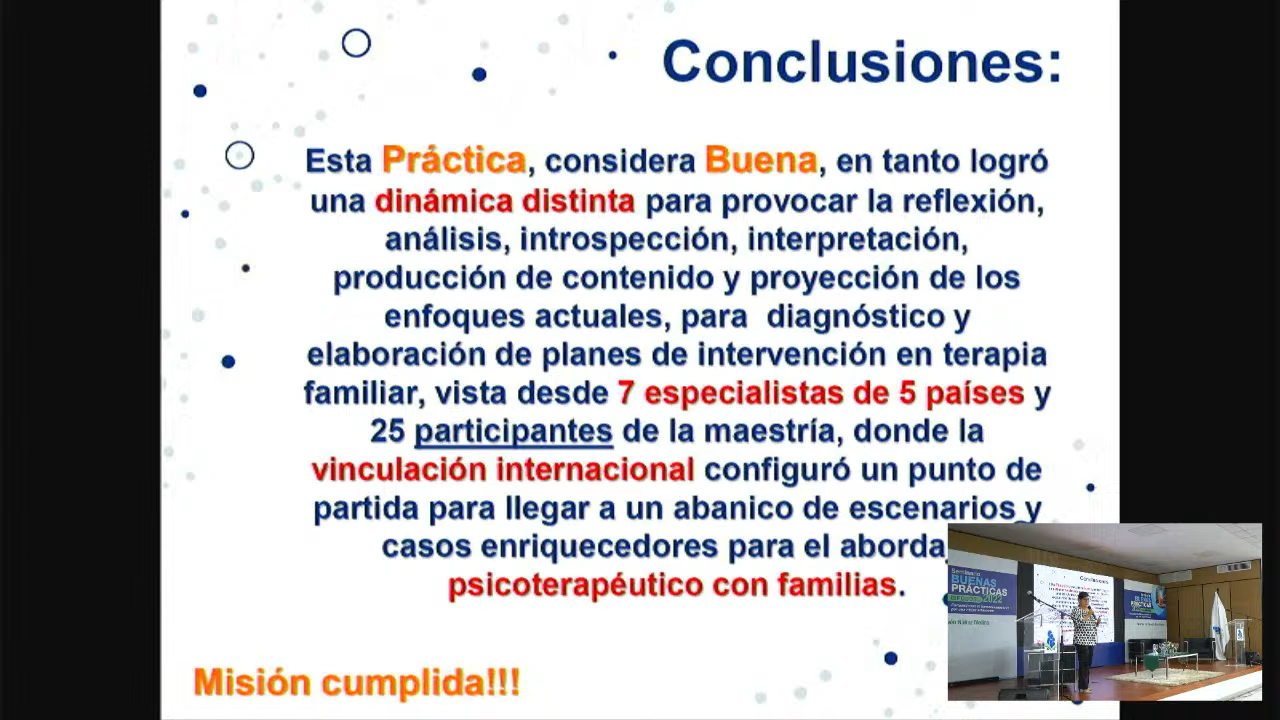 Conclusiones:
Esta Práctica, considera Buena, en tanto logró
una dinámica distinta para provocar la reflexión,
análisis, introspección, interpretación,
producción de contenido y proyección de los
enfoques actuales, para diagnóstico y
elaboración de planes de intervención en terapia
familiar, vista desde 7 especialistas de 5 países y
25 participantes de la maestría, donde la
vinculación internacional configuró un punto de
partida para llegar a un abanico de escenarios y
casos enriquecedores para el aborda
psicoterapéutico con familias.
Misión cumplida!!!
Seminario
BUENAS
PRÁCTICAS
2022
Conclusiones